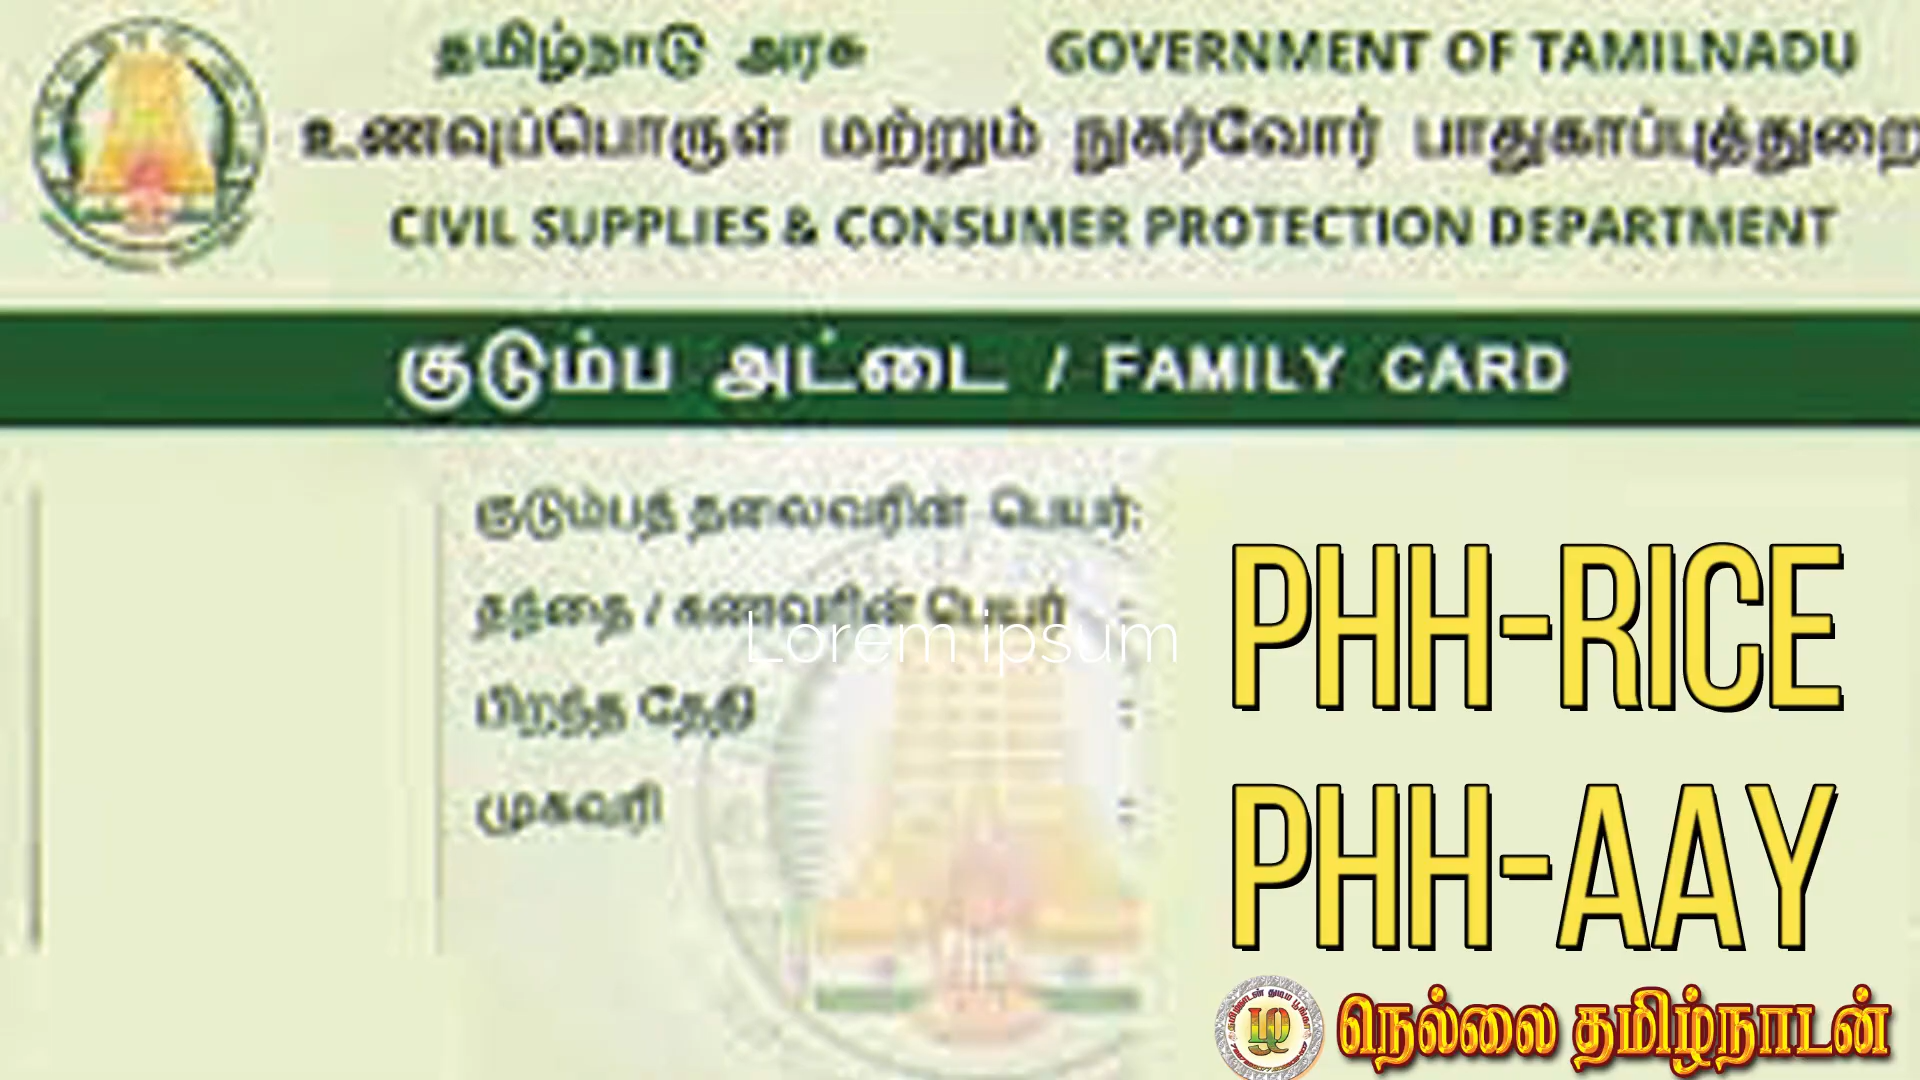 தமிழ்நாடு அரசு GOVERNMENT OF TAMILNADU
உணவுப்பொருள் மற்றும் நுகர்வோர் பாதுகாப்புத்துறை
CIVIL SUPPLIES & CONSUMER PROTECTION DEPARTMENT
குடும்ப அட்டை / FAMILY CARD
குடும்பத் தலைவரின் பெயர்:
தந்தை / கணவரின் பெயர் :
Lorem ipsum
பிறந்த தேதி :
முகவரி :
PHH-RICE
PHH-AAY
நெல்லை தமிழ்நாடன்